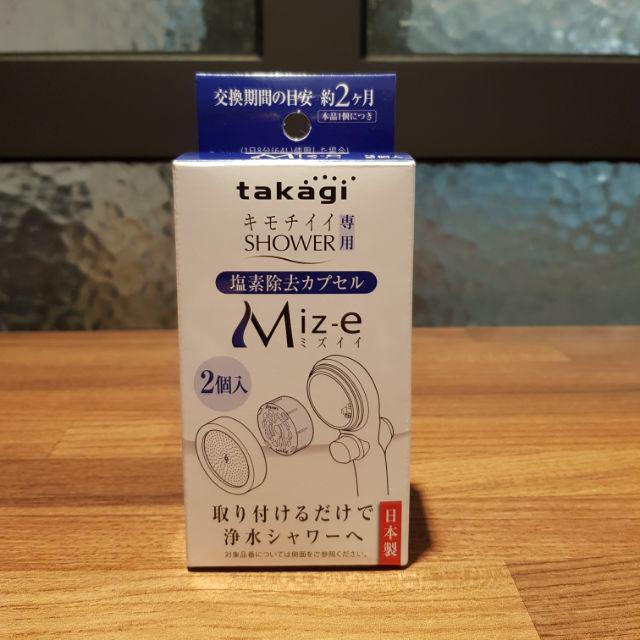 交換期間の目安 約2ヶ月
本品1個につき
(1日8分(64L)使用した場合)
Miz-e
takagi
キモチイイ
SHOWER
専用
塩素除去カプセル
Miz-e
ミズイイ
2個入
takagi
取り付けるだけで
浄水シャワーへ
対象品番については側面をご参照ください。
日本製